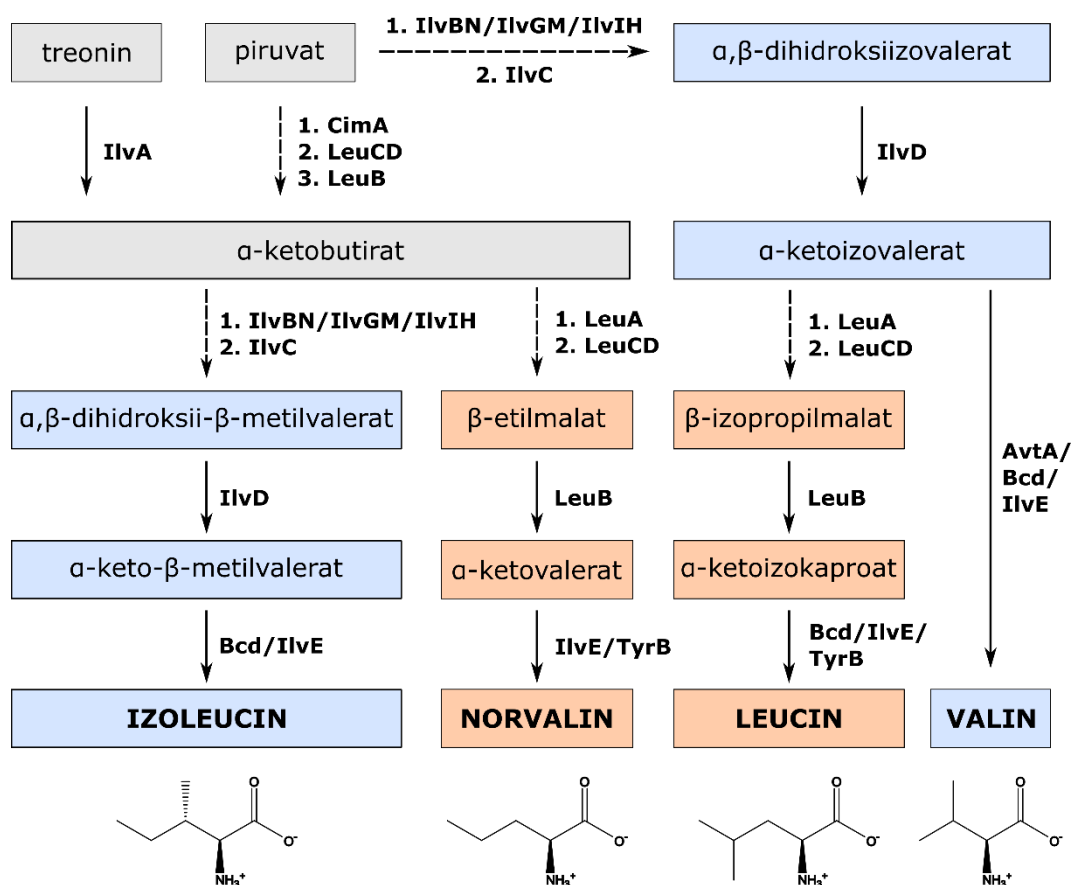 treonin
piruvat
1. IlvBN/IlvGM/IlvIH
2. IlvC
α,β-dihidroksiizovalerat
IlvA
1. CimA
2. LeuCD
3. LeuB
IlvD
α-ketobutirat
α-ketoizovalerat
1. IlvBN/IlvGM/IlvIH
2. IlvC
1. LeuA
2. LeuCD
1. LeuA
2. LeuCD
α,β-dihidroksii-β-metilvalerat
β-etilmalat
β-izopropilmalat
AvtA/
Bcd/
IlvE
IlvD
LeuB
LeuB
α-keto-β-metilvalerat
α-ketovalerat
α-ketoizokaproat
Bcd/IlvE
IlvE/TyrB
Bcd/IlvE/
TyrB
IZOLEUCIN
NORVALIN
LEUCIN
VALIN
O
O⁻
NH₃⁺
O
O⁻
NH₃⁺
O
O⁻
NH₃⁺
O
O⁻
NH₃⁺